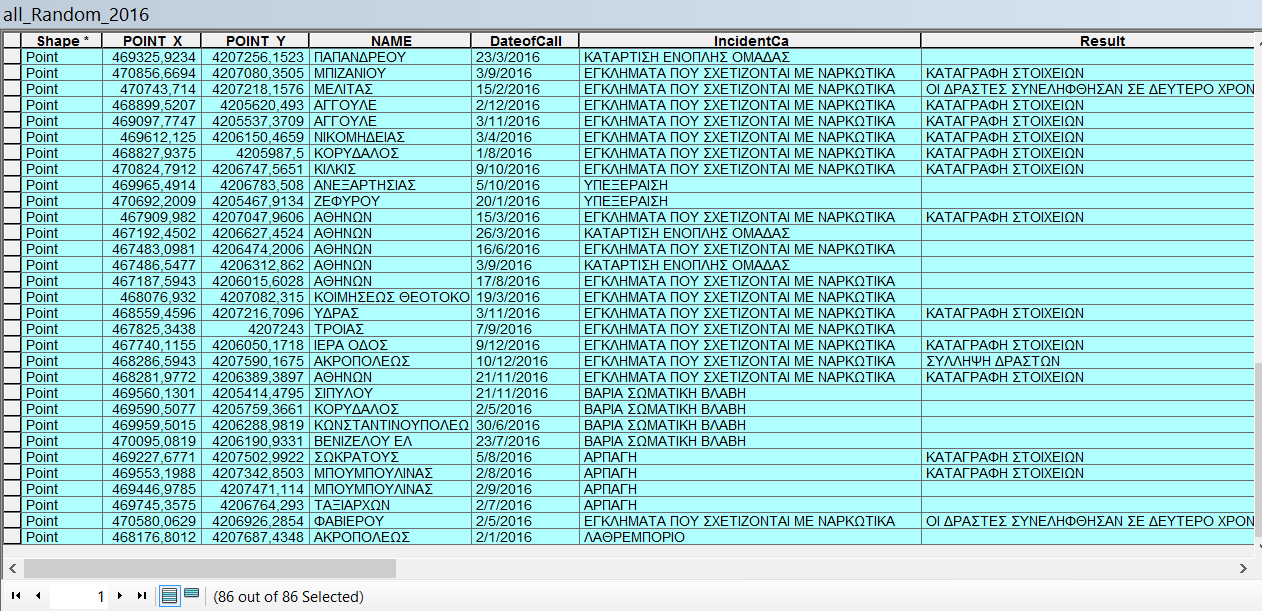 all_Random_2016
Shape * POINT_X POINT_Y NAME DateofCall IncidentCa Result
Point 469325,9234 4207256,1523 ΠΑΠΑΝΔΡΕΟΥ 23/3/2016 ΚΑΤΑΡΤΙΣΗ ΕΝΟΠΛΗΣ ΟΜΑΔΑΣ
Point 470856,6694 4207080,3505 ΜΠΙΖΑΝΙΟΥ 3/9/2016 ΕΓΚΛΗΜΑΤΑ ΠΟΥ ΣΧΕΤΙΖΟΝΤΑΙ ΜΕ ΝΑΡΚΩΤΙΚΑ ΚΑΤΑΓΡΑΦΗ ΣΤΟΙΧΕΙΩΝ
Point 470743,714 4207218,1576 ΜΕΛΙΤΑΣ 15/2/2016 ΕΓΚΛΗΜΑΤΑ ΠΟΥ ΣΧΕΤΙΖΟΝΤΑΙ ΜΕ ΝΑΡΚΩΤΙΚΑ ΟΙ ΔΡΑΣΤΕΣ ΣΥΝΕΛΗΦΘΗΣΑΝ ΣΕ ΔΕΥΤΕΡΟ ΧΡΟΝ
Point 468899,5207 4205620,493 ΑΓΓΟΥΛΕ 2/12/2016 ΕΓΚΛΗΜΑΤΑ ΠΟΥ ΣΧΕΤΙΖΟΝΤΑΙ ΜΕ ΝΑΡΚΩΤΙΚΑ ΚΑΤΑΓΡΑΦΗ ΣΤΟΙΧΕΙΩΝ
Point 469097,7747 4205537,3709 ΑΓΓΟΥΛΕ 3/11/2016 ΕΓΚΛΗΜΑΤΑ ΠΟΥ ΣΧΕΤΙΖΟΝΤΑΙ ΜΕ ΝΑΡΚΩΤΙΚΑ ΚΑΤΑΓΡΑΦΗ ΣΤΟΙΧΕΙΩΝ
Point 469612,125 4206150,4659 ΝΙΚΟΜΗΔΕΙΑΣ 3/4/2016 ΕΓΚΛΗΜΑΤΑ ΠΟΥ ΣΧΕΤΙΖΟΝΤΑΙ ΜΕ ΝΑΡΚΩΤΙΚΑ ΚΑΤΑΓΡΑΦΗ ΣΤΟΙΧΕΙΩΝ
Point 468827,9375 4205987,5 ΚΟΡΥΔΑΛΟΣ 1/8/2016 ΕΓΚΛΗΜΑΤΑ ΠΟΥ ΣΧΕΤΙΖΟΝΤΑΙ ΜΕ ΝΑΡΚΩΤΙΚΑ ΚΑΤΑΓΡΑΦΗ ΣΤΟΙΧΕΙΩΝ
Point 470824,7912 4206747,5651 ΚΙΛΚΙΣ 9/10/2016 ΕΓΚΛΗΜΑΤΑ ΠΟΥ ΣΧΕΤΙΖΟΝΤΑΙ ΜΕ ΝΑΡΚΩΤΙΚΑ ΚΑΤΑΓΡΑΦΗ ΣΤΟΙΧΕΙΩΝ
Point 469965,4914 4206783,508 ΑΝΕΞΑΡΤΗΣΙΑΣ 5/10/2016 ΥΠΕΞΕΡΑΙΣΗ
Point 470692,2009 4205467,9134 ΖΕΦΥΡΟΥ 20/1/2016 ΥΠΕΞΕΡΑΙΣΗ
Point 467909,982 4207047,9606 ΑΘΗΝΩΝ 15/3/2016 ΕΓΚΛΗΜΑΤΑ ΠΟΥ ΣΧΕΤΙΖΟΝΤΑΙ ΜΕ ΝΑΡΚΩΤΙΚΑ ΚΑΤΑΓΡΑΦΗ ΣΤΟΙΧΕΙΩΝ
Point 467192,4502 4206627,4524 ΑΘΗΝΩΝ 26/3/2016 ΚΑΤΑΡΤΙΣΗ ΕΝΟΠΛΗΣ ΟΜΑΔΑΣ
Point 467483,0981 4206474,2006 ΑΘΗΝΩΝ 16/6/2016 ΕΓΚΛΗΜΑΤΑ ΠΟΥ ΣΧΕΤΙΖΟΝΤΑΙ ΜΕ ΝΑΡΚΩΤΙΚΑ
Point 467486,5477 4206312,862 ΑΘΗΝΩΝ 3/9/2016 ΚΑΤΑΡΤΙΣΗ ΕΝΟΠΛΗΣ ΟΜΑΔΑΣ
Point 467187,5943 4206015,6028 ΑΘΗΝΩΝ 17/8/2016 ΕΓΚΛΗΜΑΤΑ ΠΟΥ ΣΧΕΤΙΖΟΝΤΑΙ ΜΕ ΝΑΡΚΩΤΙΚΑ
Point 468076,932 4207082,315 ΚΟΙΜΗΣΕΩΣ ΘΕΟΤΟΚΟ 19/3/2016 ΕΓΚΛΗΜΑΤΑ ΠΟΥ ΣΧΕΤΙΖΟΝΤΑΙ ΜΕ ΝΑΡΚΩΤΙΚΑ
Point 468559,4596 4207216,7096 ΥΔΡΑΣ 3/11/2016 ΕΓΚΛΗΜΑΤΑ ΠΟΥ ΣΧΕΤΙΖΟΝΤΑΙ ΜΕ ΝΑΡΚΩΤΙΚΑ ΚΑΤΑΓΡΑΦΗ ΣΤΟΙΧΕΙΩΝ
Point 467825,3438 4207243 ΤΡΟΙΑΣ 7/9/2016 ΕΓΚΛΗΜΑΤΑ ΠΟΥ ΣΧΕΤΙΖΟΝΤΑΙ ΜΕ ΝΑΡΚΩΤΙΚΑ
Point 467740,1155 4206050,1718 ΙΕΡΑ ΟΔΟΣ 9/12/2016 ΕΓΚΛΗΜΑΤΑ ΠΟΥ ΣΧΕΤΙΖΟΝΤΑΙ ΜΕ ΝΑΡΚΩΤΙΚΑ ΚΑΤΑΓΡΑΦΗ ΣΤΟΙΧΕΙΩΝ
Point 468286,5943 4207590,1675 ΑΚΡΟΠΟΛΕΩΣ 10/12/2016 ΕΓΚΛΗΜΑΤΑ ΠΟΥ ΣΧΕΤΙΖΟΝΤΑΙ ΜΕ ΝΑΡΚΩΤΙΚΑ ΣΥΛΛΗΨΗ ΔΡΑΣΤΩΝ
Point 468281,9772 4206389,3897 ΑΘΗΝΩΝ 21/11/2016 ΕΓΚΛΗΜΑΤΑ ΠΟΥ ΣΧΕΤΙΖΟΝΤΑΙ ΜΕ ΝΑΡΚΩΤΙΚΑ ΚΑΤΑΓΡΑΦΗ ΣΤΟΙΧΕΙΩΝ
Point 469560,1301 4205414,4795 ΣΙΠΥΛΟΥ 21/11/2016 ΒΑΡΙΑ ΣΩΜΑΤΙΚΗ ΒΛΑΒΗ
Point 469590,5077 4205759,3661 ΚΟΡΥΔΑΛΟΣ 2/5/2016 ΒΑΡΙΑ ΣΩΜΑΤΙΚΗ ΒΛΑΒΗ
Point 469959,5015 4206288,9819 ΚΩΝΣΤΑΝΤΙΝΟΥΠΟΛΕΩ 30/6/2016 ΒΑΡΙΑ ΣΩΜΑΤΙΚΗ ΒΛΑΒΗ
Point 470095,0819 4206190,9331 ΒΕΝΙΖΕΛΟΥ ΕΛ 23/7/2016 ΒΑΡΙΑ ΣΩΜΑΤΙΚΗ ΒΛΑΒΗ
Point 469227,6771 4207502,9922 ΣΩΚΡΑΤΟΥΣ 5/8/2016 ΑΡΠΑΓΗ ΚΑΤΑΓΡΑΦΗ ΣΤΟΙΧΕΙΩΝ
Point 469553,1988 4207342,8503 ΜΠΟΥΜΠΟΥΛΙΝΑΣ 2/8/2016 ΑΡΠΑΓΗ ΚΑΤΑΓΡΑΦΗ ΣΤΟΙΧΕΙΩΝ
Point 469446,9785 4207471,114 ΜΠΟΥΜΠΟΥΛΙΝΑΣ 2/9/2016 ΑΡΠΑΓΗ
Point 469745,3575 4206764,293 ΤΑΞΙΑΡΧΩΝ 2/7/2016 ΑΡΠΑΓΗ
Point 470580,0629 4206926,2854 ΦΑΒΙΕΡΟΥ 2/5/2016 ΕΓΚΛΗΜΑΤΑ ΠΟΥ ΣΧΕΤΙΖΟΝΤΑΙ ΜΕ ΝΑΡΚΩΤΙΚΑ ΟΙ ΔΡΑΣΤΕΣ ΣΥΝΕΛΗΦΘΗΣΑΝ ΣΕ ΔΕΥΤΕΡΟ ΧΡΟΝ
Point 468176,8012 4207687,4348 ΑΚΡΟΠΟΛΕΩΣ 2/1/2016 ΛΑΘΡΕΜΠΟΡΙΟ
1 (86 out of 86 Selected)